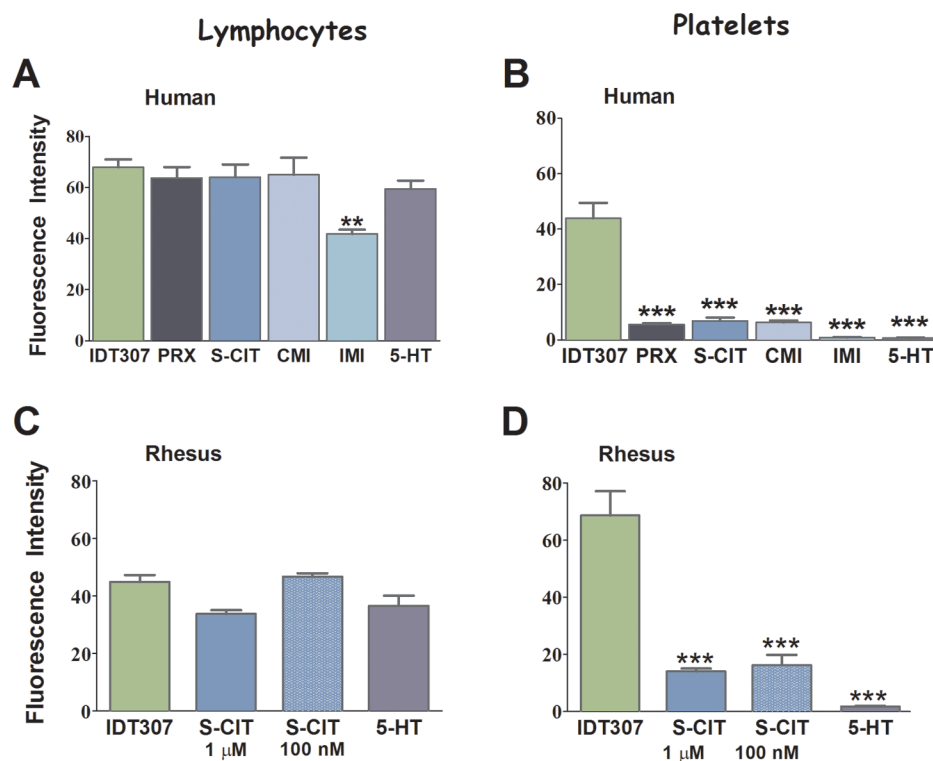 Lymphocytes
Platelets
A
Human
Fluorescence Intensity
80
60
40
20
0
**
IDT307 PRX S-CIT CMI IMI 5-HT
B
Human
80
60
40
20
0
*** *** *** *** ***
IDT307 PRX S-CIT CMI IMI 5-HT
C
Rhesus
Fluorescence Intensity
80
60
40
20
0
IDT307 S-CIT S-CIT 5-HT
1 μM 100 nM
D
Rhesus
80
60
40
20
0
*** *** ***
IDT307 S-CIT S-CIT 5-HT
1 μM 100 nM